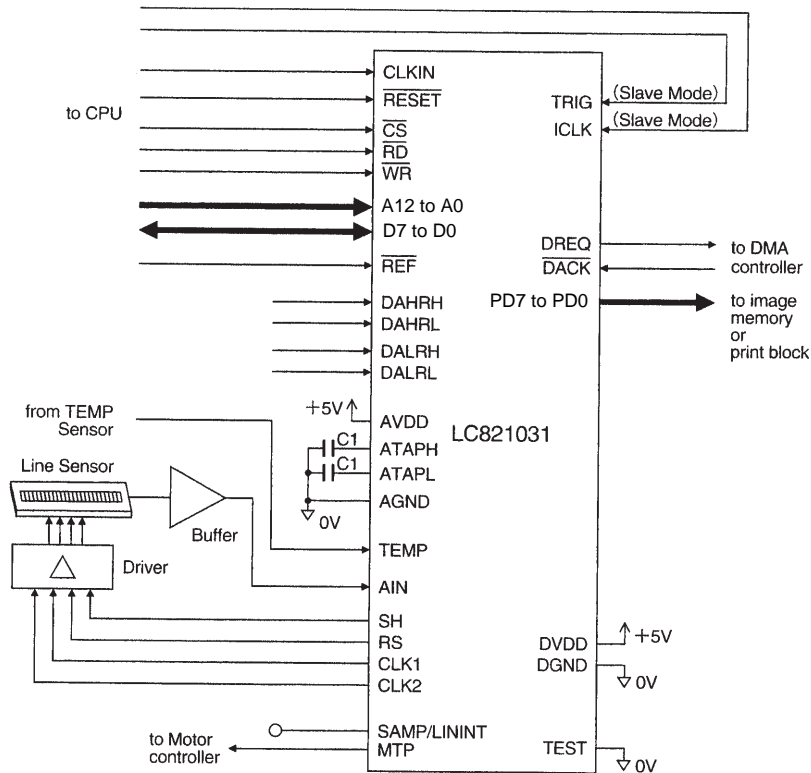 to CPU
CLKIN
RESET
CS
RD
WR
A12 to A0
D7 to D0
REF
DAHRH
DAHRL
DALRH
DALRL
+5V
AVDD
C1
ATAPH
C1
ATAPL
AGND
0V
from TEMP
Sensor
Line Sensor
Buffer
Driver
TEMP
AIN
SH
RS
CLK1
CLK2
SAMP/LININT
MTP
to Motor
controller
LC821031
TRIG
(Slave Mode)
ICLK
(Slave Mode)
DREQ
DACK
to DMA
controller
PD7 to PD0
to image
memory
or
print block
DVDD
+5V
DGND
0V
TEST
0V